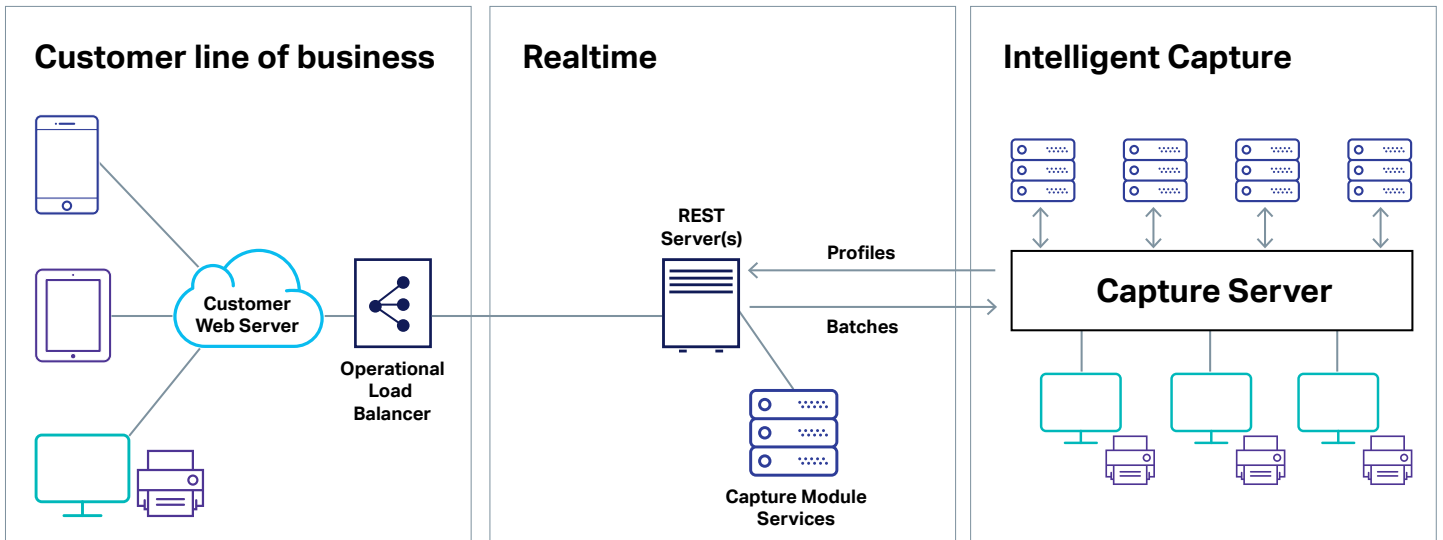 Customer line of business
Customer
Web Server
Operational
Load
Balancer
Realtime
REST
Server(s)
Profiles
Batches
Capture Module
Services
Intelligent Capture
Capture Server